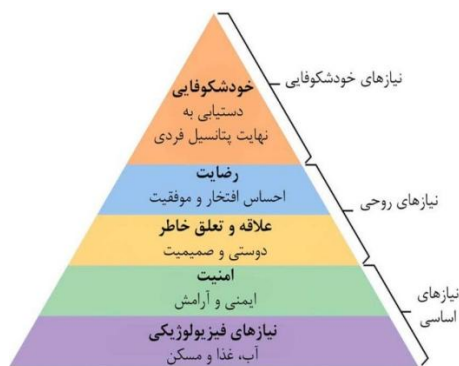 خودشکوفایی
دستیابی به
نهایت پتانسیل فردی
نیازهای خودشکوفایی
رضایت
احساس افتخار و موفقیت
علاقه و تعلق خاطر
دوستی و صمیمیت
نیازهای روحی
امنیت
ایمنی و آرامش
نیازهای فیزیولوژیکی
آب، غذا و مسکن
نیازهای
اساسی